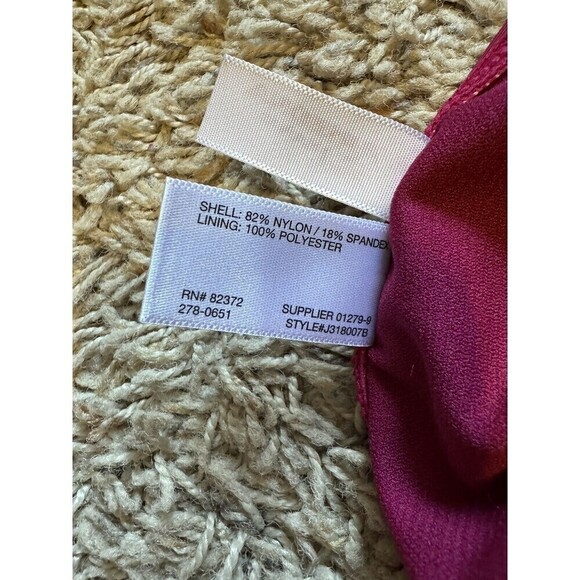 SHELL: 82% NYLON / 18% SPANDEX
LINING: 100% POLYESTER
RN# 82372
278-0651
SUPPLIER 01279-9
STYLE#J318007B